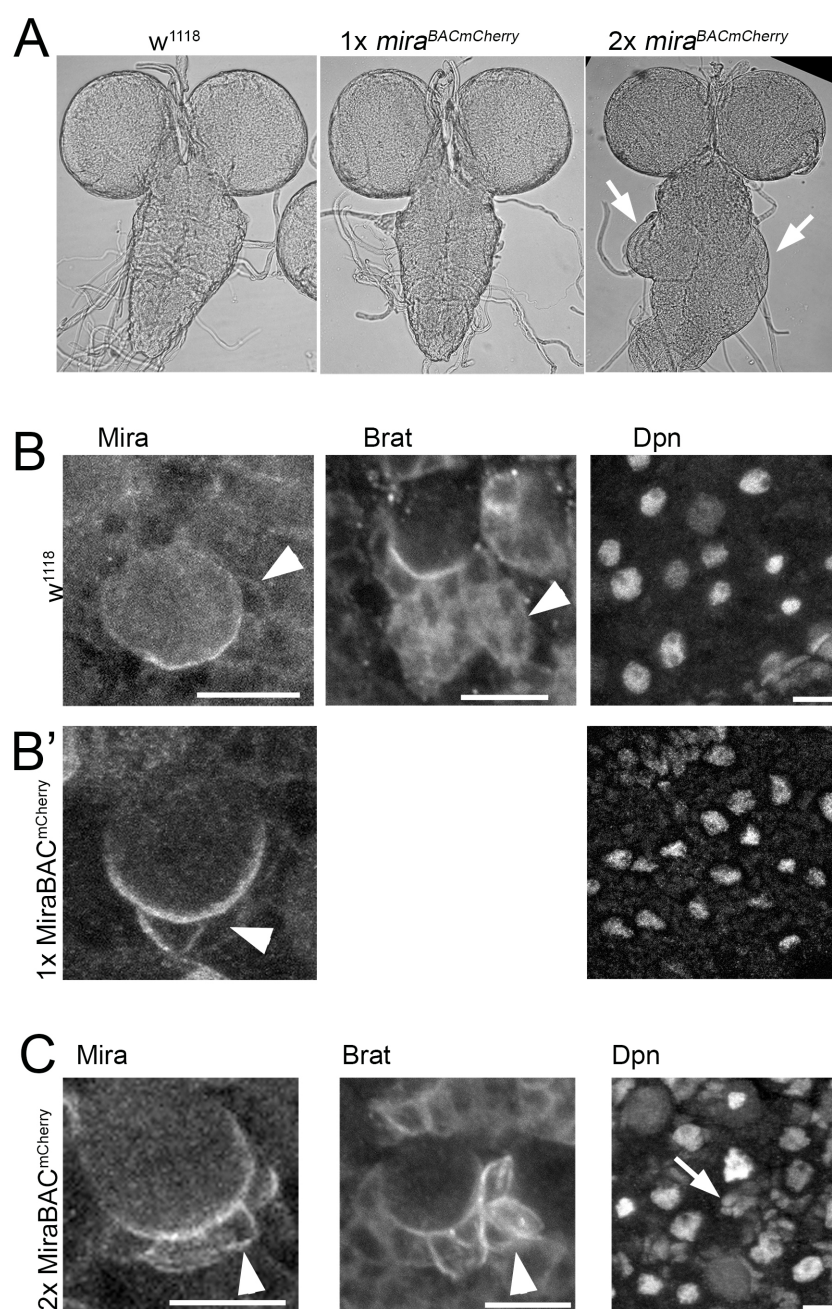 A
w1118
1x miraBACmCherry
2x miraBACmCherry
B
Mira
Brat
Dpn
w1118
B’
1x MiraBACmCherry
C
Mira
Brat
Dpn
2x MiraBACmCherry